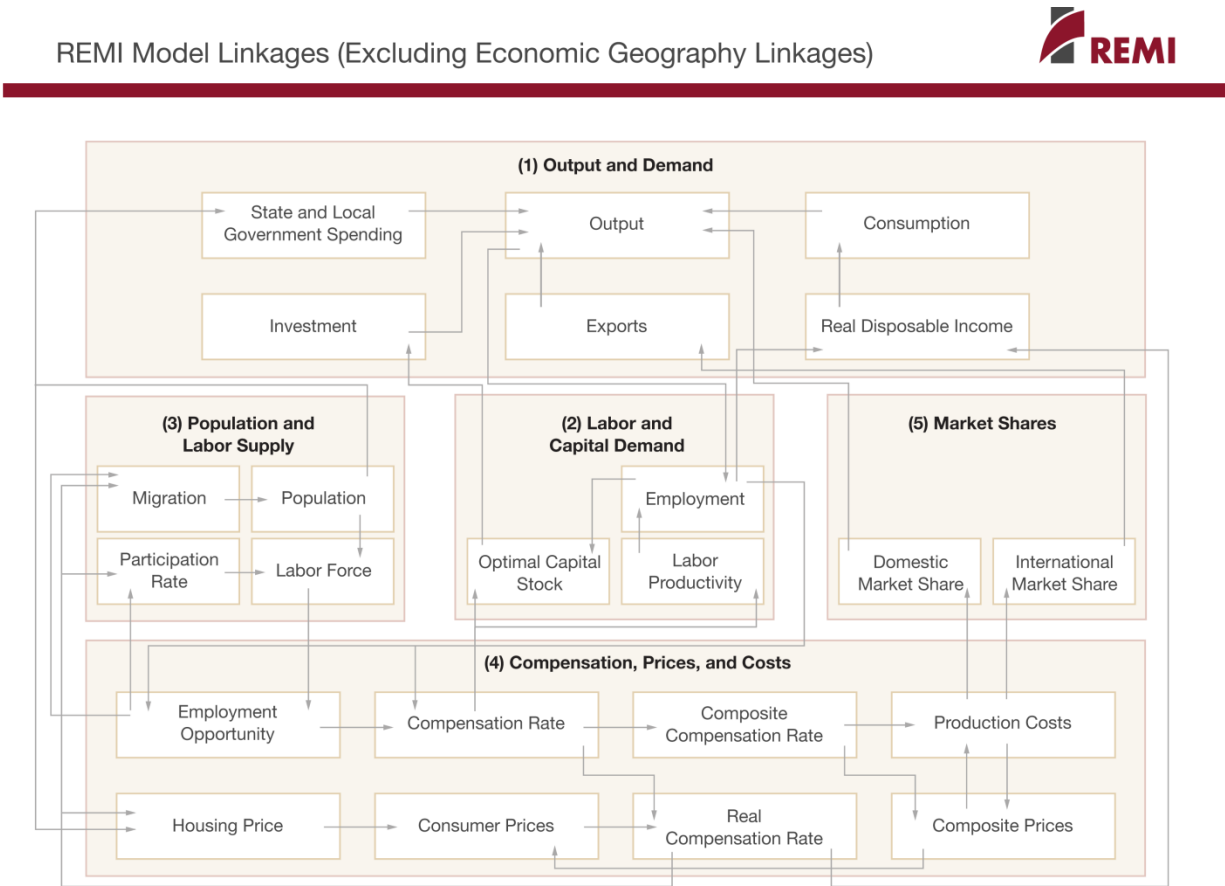 REMI Model Linkages (Excluding Economic Geography Linkages)
REMI
(1) Output and Demand
State and Local
Government Spending
Output
Consumption
Investment
Exports
Real Disposable Income
(3) Population and
Labor Supply
Migration
Population
Participation
Rate
Labor Force
(2) Labor and
Capital Demand
Employment
Optimal Capital
Stock
Labor
Productivity
(5) Market Shares
Domestic
Market Share
International
Market Share
(4) Compensation, Prices, and Costs
Employment
Opportunity
Compensation Rate
Composite
Compensation Rate
Production Costs
Housing Price
Consumer Prices
Real
Compensation Rate
Composite Prices